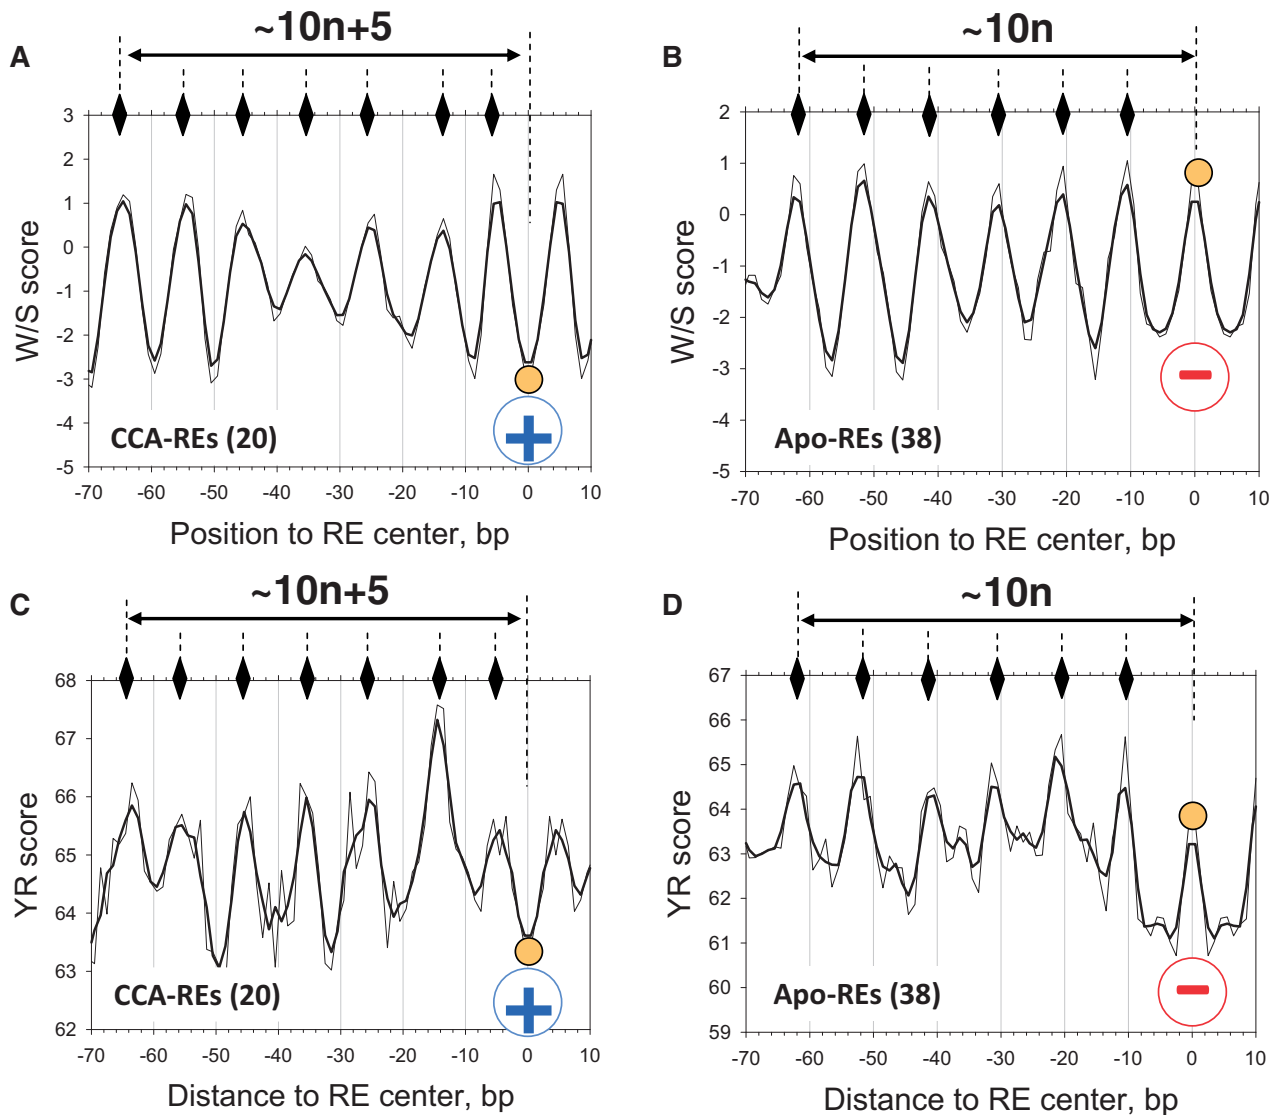 A
~10n+5
W/S score
3
2
1
0
-1
-2
-3
-4
-5
CCA-REs (20)
-70 -60 -50 -40 -30 -20 -10 0 10
Position to RE center, bp
B
~10n
W/S score
2
1
0
-1
-2
-3
-4
-5
Apo-REs (38)
-70 -60 -50 -40 -30 -20 -10 0 10
Position to RE center, bp
C
~10n+5
YR score
68
67
66
65
64
63
62
CCA-REs (20)
-70 -60 -50 -40 -30 -20 -10 0 10
Distance to RE center, bp
D
~10n
YR score
67
66
65
64
63
62
61
60
59
Apo-REs (38)
-70 -60 -50 -40 -30 -20 -10 0 10
Distance to RE center, bp